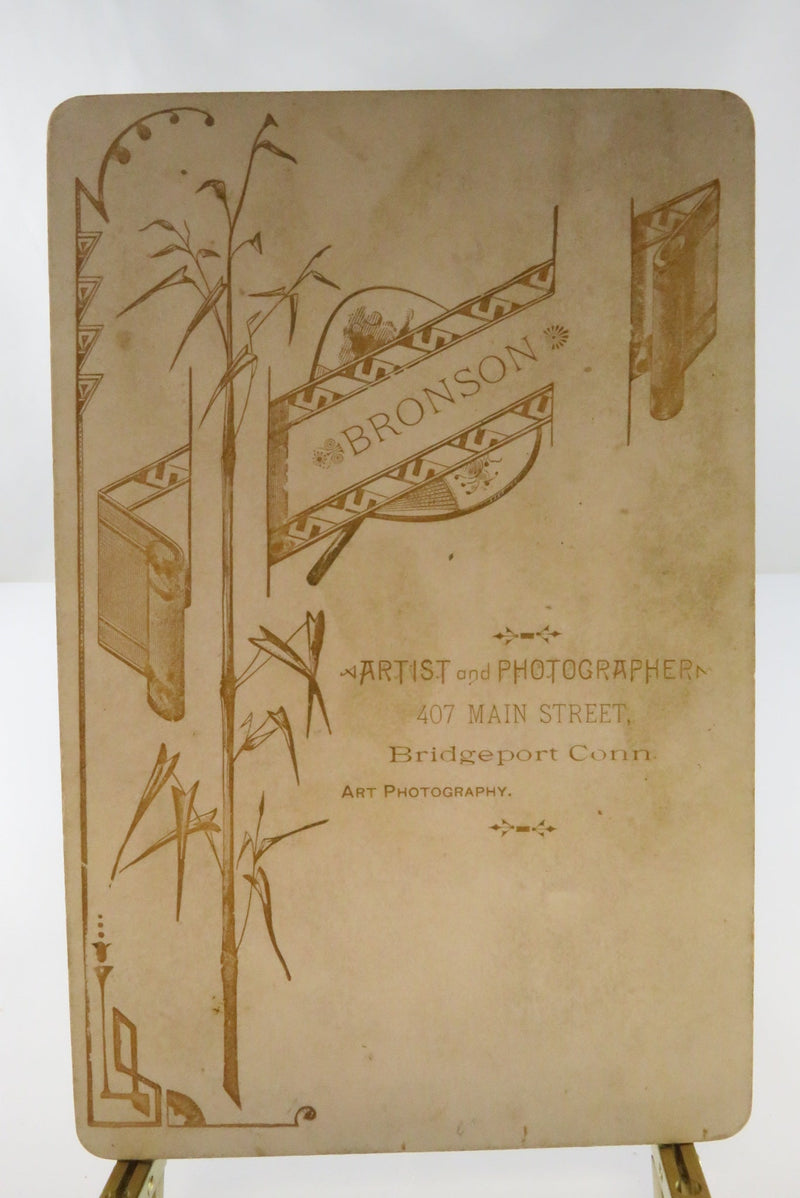 BRONSON
ARTIST and PHOTOGRAPHER
407 MAIN STREET,
Bridgeport Conn.
ART PHOTOGRAPHY.